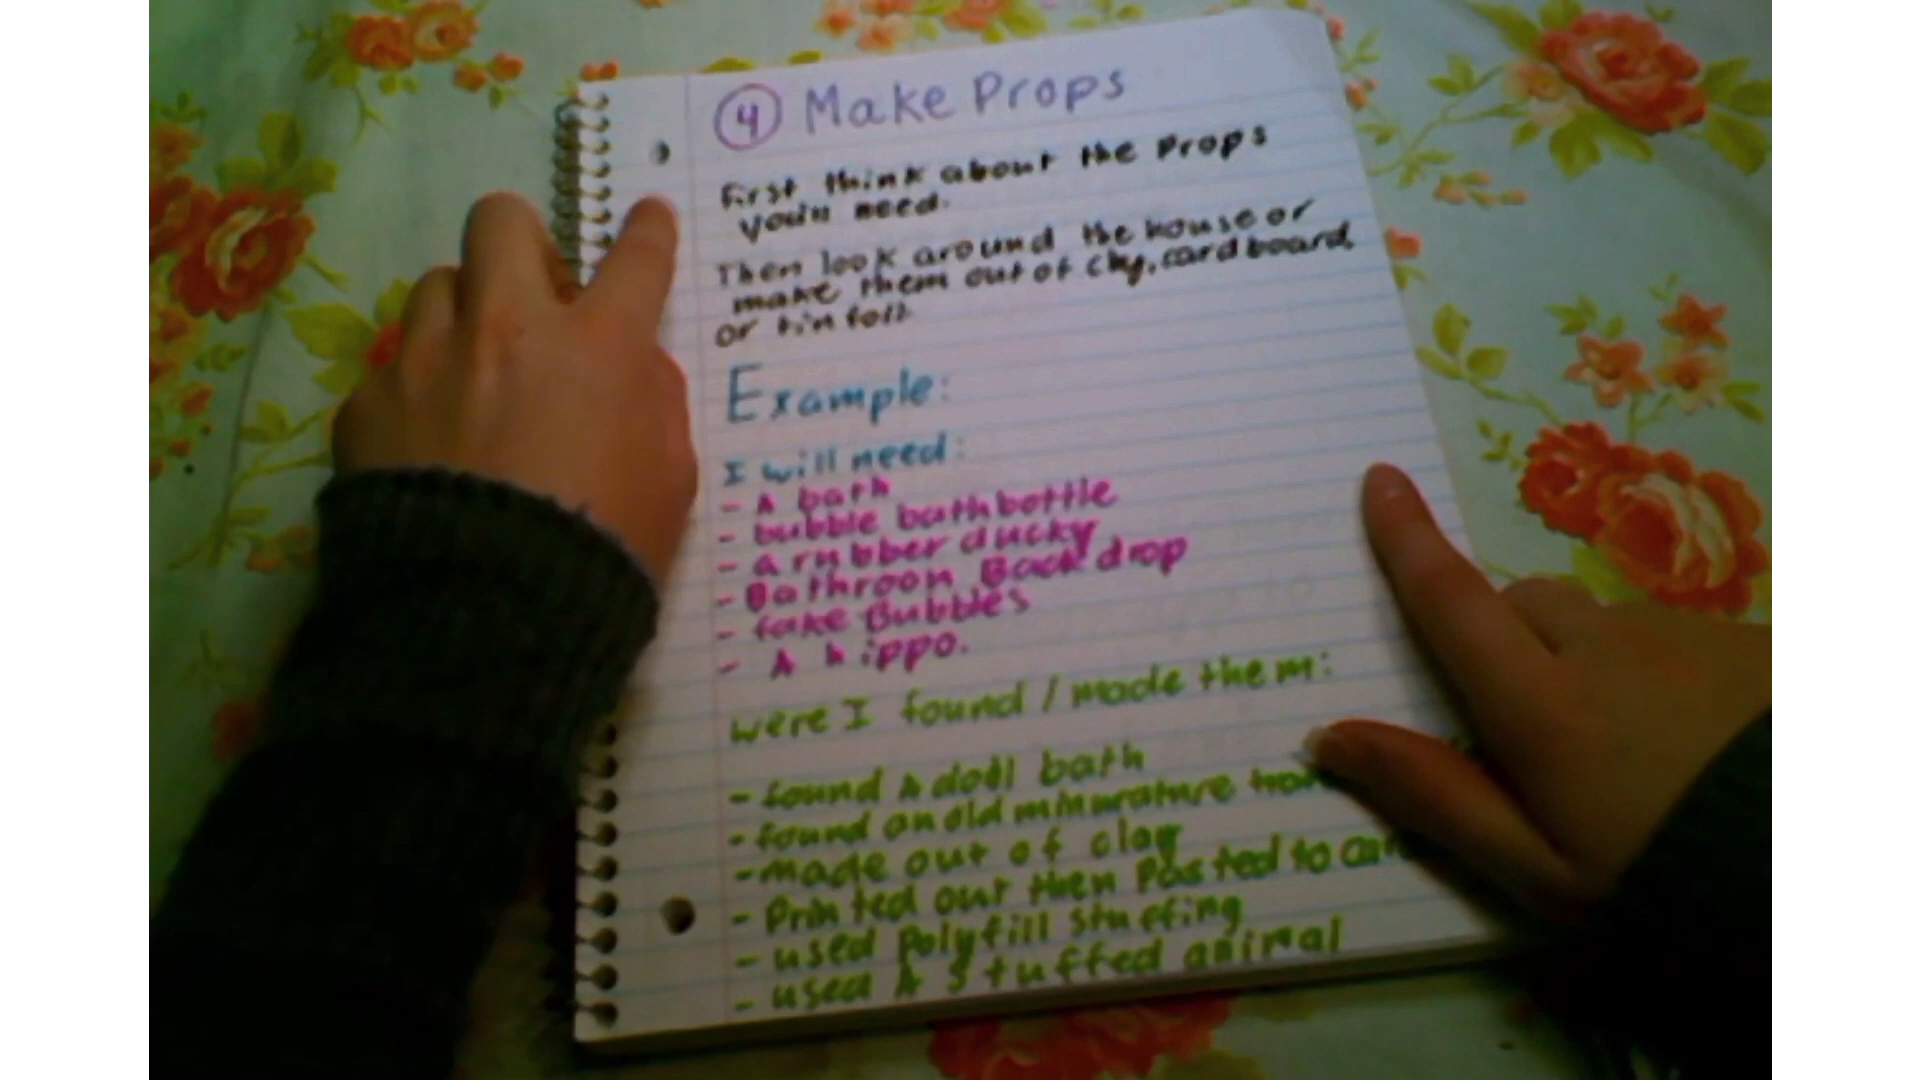 4 Make Props
First think about the Props
you'll need.
Then look around the house or
make them out of clay, cardboard,
or tin foil
Example:
I will need:
- A bath
- bubble bath bottle
- a rubber ducky
- Bathroon Back drop
- fake Bubbles
- A hippo.
were I found / made them:
- found A doll bath
- found an old
- made out of clay
- Printed out then Pasted to
- used Polyfill stuffing
- used A stuffed animal